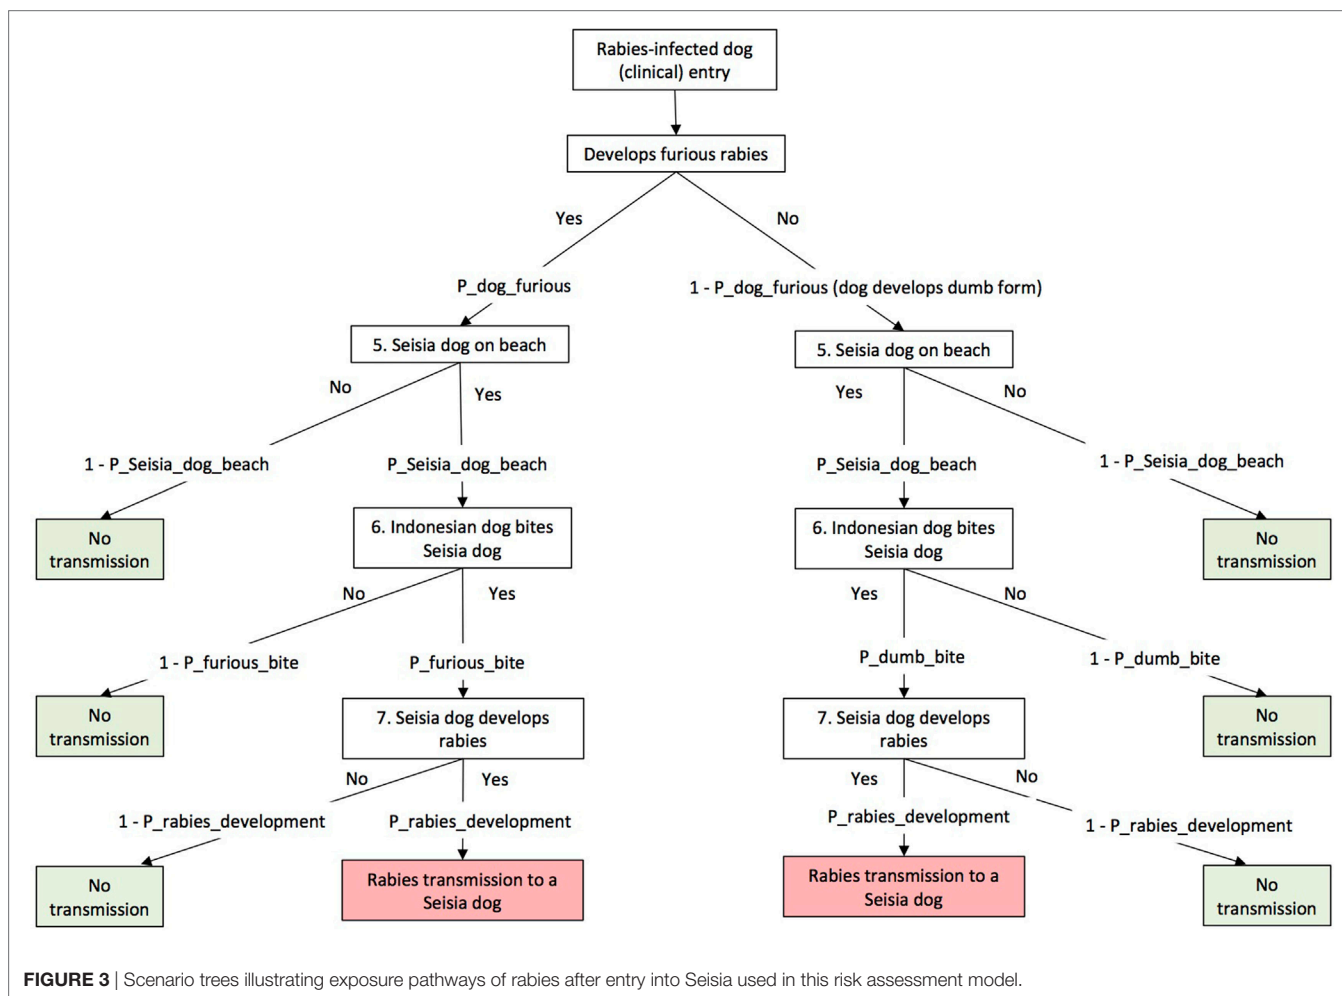 Rabies-infected dog
(clinical) entry
Develops furious rabies
Yes
No
P_dog_furious
1 - P_dog_furious (dog develops dumb form)
5. Seisia dog on beach
5. Seisia dog on beach
No
Yes
Yes
No
1 - P_Seisia_dog_beach
P_Seisia_dog_beach
P_Seisia_dog_beach
1 - P_Seisia_dog_beach
No
transmission
6. Indonesian dog bites
Seisia dog
6. Indonesian dog bites
Seisia dog
No
transmission
No
Yes
Yes
No
1 - P_furious_bite
P_furious_bite
P_dumb_bite
1 - P_dumb_bite
No
transmission
7. Seisia dog develops
rabies
7. Seisia dog develops
rabies
No
transmission
No
Yes
Yes
No
1 - P_rabies_development
P_rabies_development
P_rabies_development
1 - P_rabies_development
No
transmission
Rabies transmission to a
Seisia dog
Rabies transmission to a
Seisia dog
No
transmission
FIGURE 3 | Scenario trees illustrating exposure pathways of rabies after entry into Seisia used in this risk assessment model.